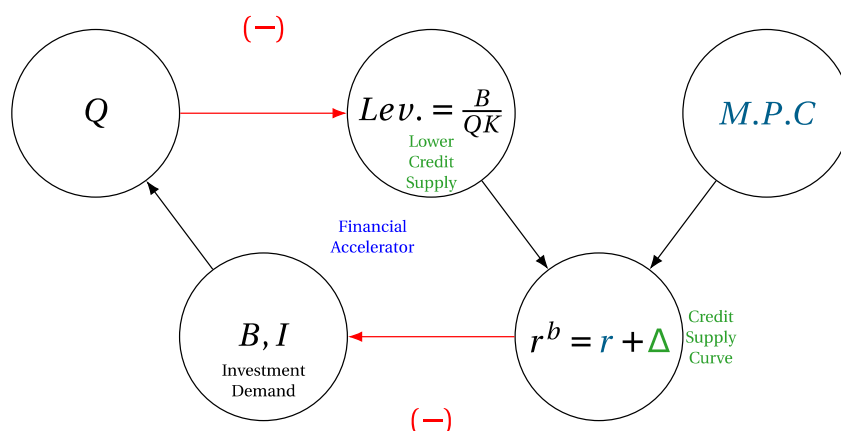 (−)
Q
Lev. = B/QK
Lower
Credit
Supply
M.P.C
Financial
Accelerator
B, I
Investment
Demand
r^b = r + Δ
Credit
Supply
Curve
(−)